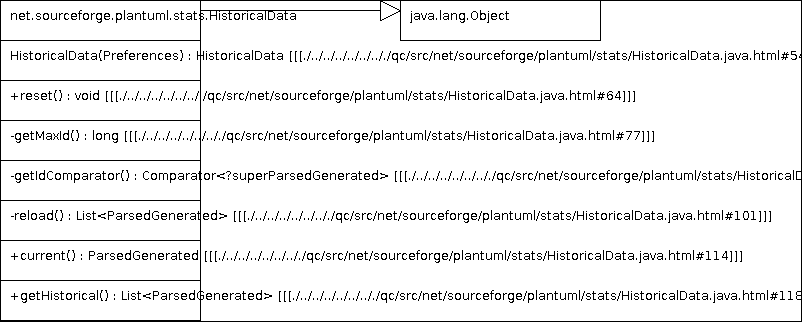 net.sourceforge.plantuml.stats.HistoricalData
java.lang.Object
HistoricalData(Preferences) : HistoricalData [[[./../../../../../../../qc/src/net/sourceforge/plantuml/stats/HistoricalData.java.html#54
+reset() : void [[[./../../../../../../../qc/src/net/sourceforge/plantuml/stats/HistoricalData.java.html#64]]]
-getMaxId() : long [[[./../../../../../../../qc/src/net/sourceforge/plantuml/stats/HistoricalData.java.html#77]]]
-getIdComparator() : Comparator<?superParsedGenerated> [[[./../../../../../../../qc/src/net/sourceforge/plantuml/stats/HistoricalD
-reload() : List<ParsedGenerated> [[[./../../../../../../../qc/src/net/sourceforge/plantuml/stats/HistoricalData.java.html#101]]]
+current() : ParsedGenerated [[[./../../../../../../../qc/src/net/sourceforge/plantuml/stats/HistoricalData.java.html#114]]]
+getHistorical() : List<ParsedGenerated> [[[./../../../../../../../qc/src/net/sourceforge/plantuml/stats/HistoricalData.java.html#118